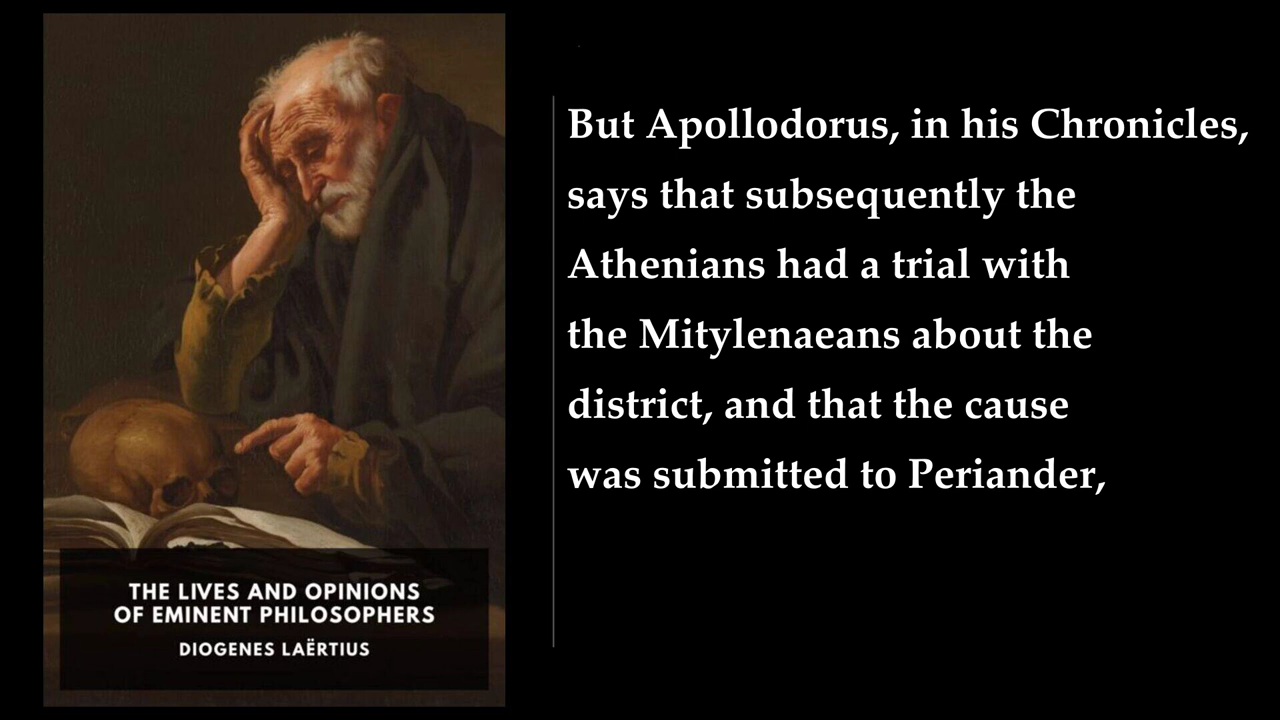 THE LIVES AND OPINIONS
OF EMINENT PHILOSOPHERS
DIOGENES LAËRTIUS
But Apollodorus, in his Chronicles,
says that subsequently the
Athenians had a trial with
the Mitylenaeans about the
district, and that the cause
was submitted to Periander,